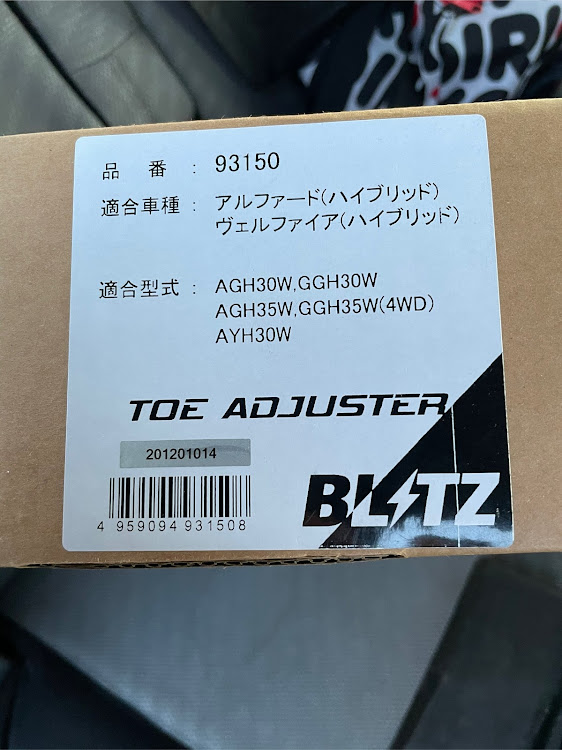 品 番 : 93150
適合車種 : アルファード(ハイブリッド)
ヴェルファイア(ハイブリッド)
適合型式 : AGH30W,GGH30W
AGH35W,GGH35W(4WD)
AYH30W
TOE ADJUSTER
201201014
BLITZ
4 959094 931508